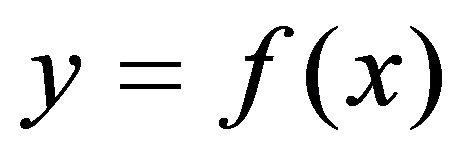 y = f(x)